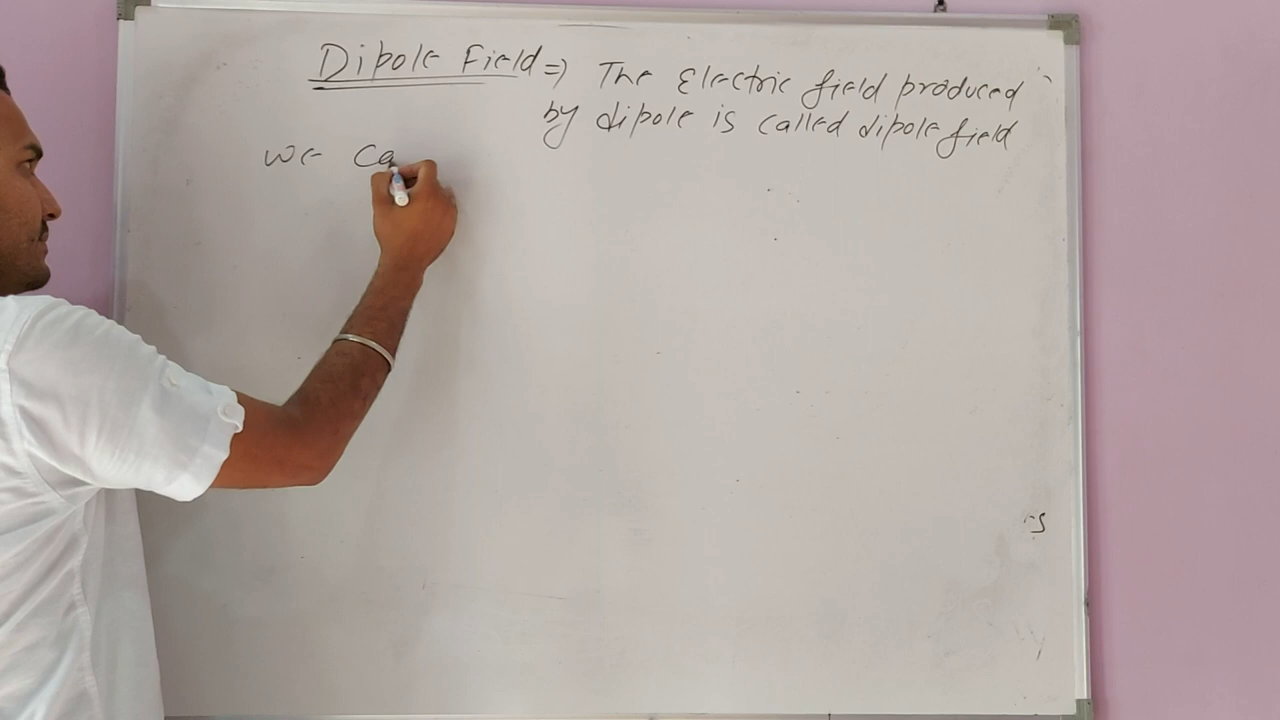 Dipole Field => The Electric field produced
by dipole is called dipole field
we ca